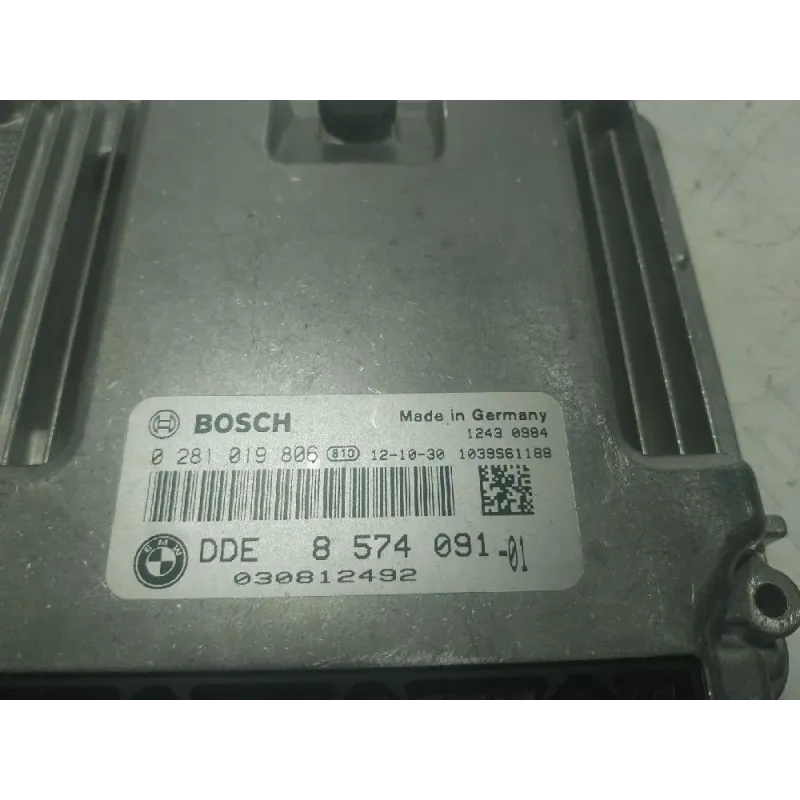 BOSCH Made in Germany
1243 0984
0 281 019 806 810 12-10-30 1039S61188
BMW DDE 8 574 091-01
030812492